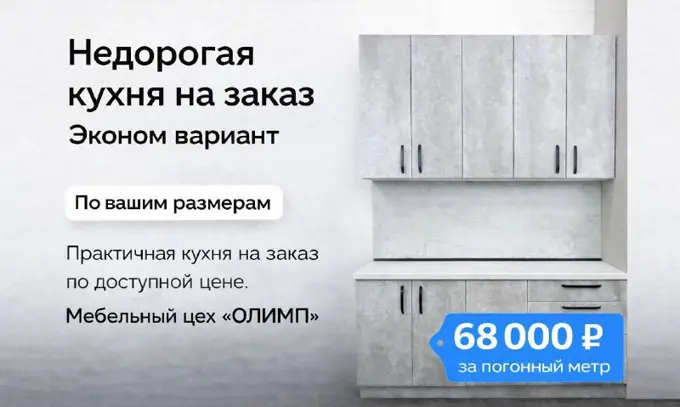 Недорогая
кухня на заказ
Эконом вариант
По вашим размерам
Практичная кухня на заказ
по доступной цене.
Мебельный цех «ОЛИМП»
68 000 ₽
за погонный метр